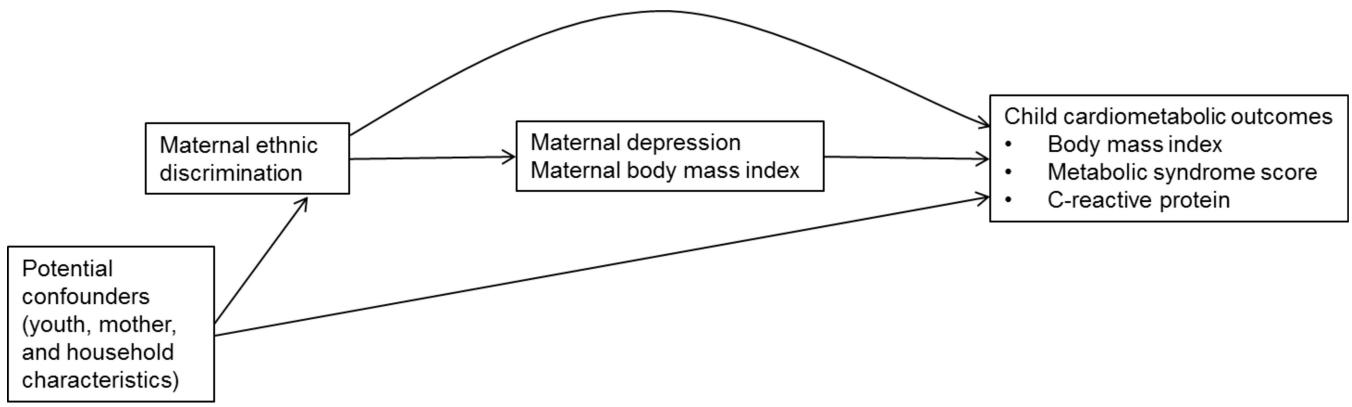 Maternal ethnic
discrimination
Maternal depression
Maternal body mass index
Child cardiometabolic outcomes
• Body mass index
• Metabolic syndrome score
• C-reactive protein
Potential
confounders
(youth, mother,
and household
characteristics)